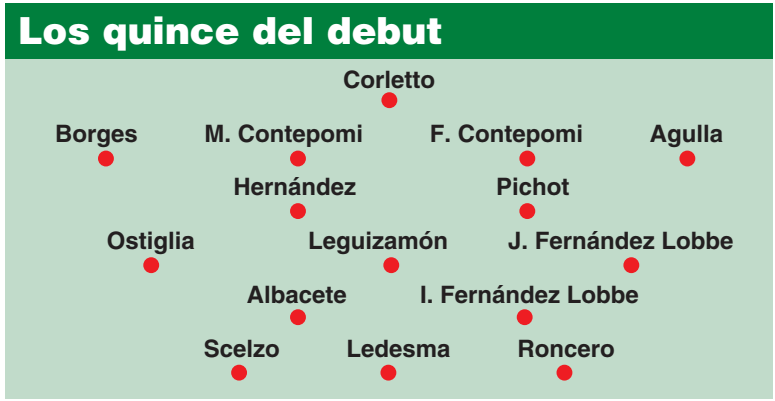 Los quince del debut
Corletto
Borges M. Contepomi F. Contepomi Agulla
Hernández Pichot
Ostiglia Leguizamón J. Fernández Lobbe
Albacete I. Fernández Lobbe
Scelzo Ledesma Roncero